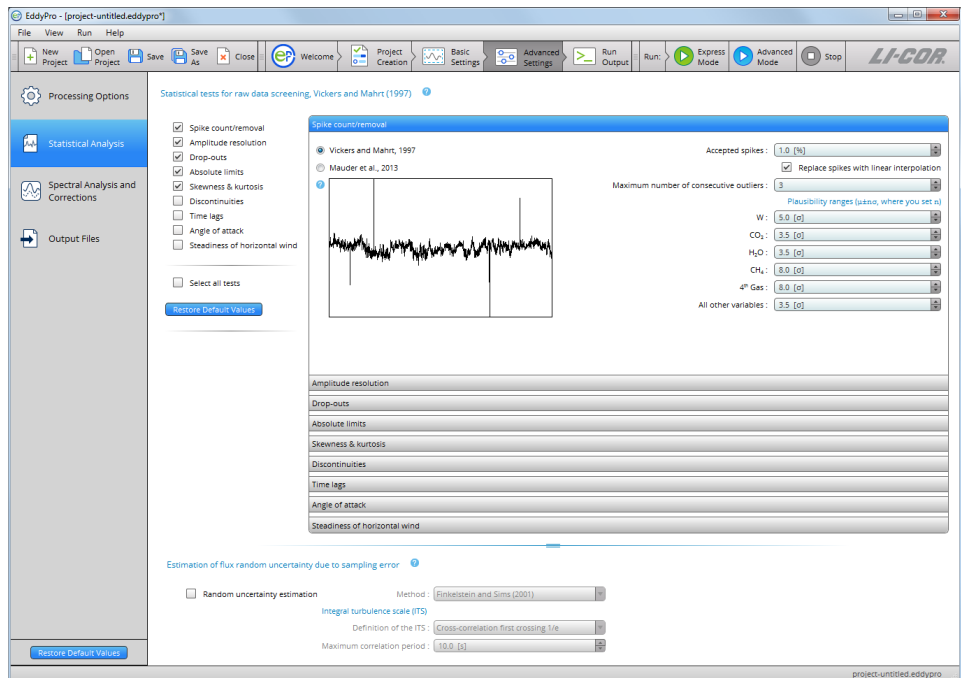 EddyPro - [project-untitled.eddypro*]
File View Run Help
New Project
Open Project
Save
Save As
Close
Welcome
Project Creation
Basic Settings
Advanced Settings
Run Output
Run:
Express Mode
Advanced Mode
Stop
LI-COR.
Processing Options
Statistical Analysis
Spectral Analysis and
Corrections
Output Files
Restore Default Values
Statistical tests for raw data screening, Vickers and Mahrt (1997) ?
Spike count/removal
Amplitude resolution
Drop-outs
Absolute limits
Skewness & kurtosis
Discontinuities
Time lags
Angle of attack
Steadiness of horizontal wind
Select all tests
Restore Default Values
Spike count/removal
Vickers and Mahrt, 1997
Mauder et al., 2013
?
Accepted spikes : 1.0 [%]
Replace spikes with linear interpolation
Maximum number of consecutive outliers : 3
Plausibility ranges (μ±nσ, where you set n)
W : 5.0 [σ]
CO₂ : 3.5 [σ]
H₂O : 3.5 [σ]
CH₄ : 8.0 [σ]
4ᵗʰ Gas : 8.0 [σ]
All other variables : 3.5 [σ]
Amplitude resolution
Drop-outs
Absolute limits
Skewness & kurtosis
Discontinuities
Time lags
Angle of attack
Steadiness of horizontal wind
Estimation of flux random uncertainty due to sampling error ?
Random uncertainty estimation
Method : Finkelstein and Sims (2001)
Integral turbulence scale (ITS)
Definition of the ITS : Cross-correlation first crossing 1/e
Maximum correlation period : 10.0 [s]
project-untitled.eddypro